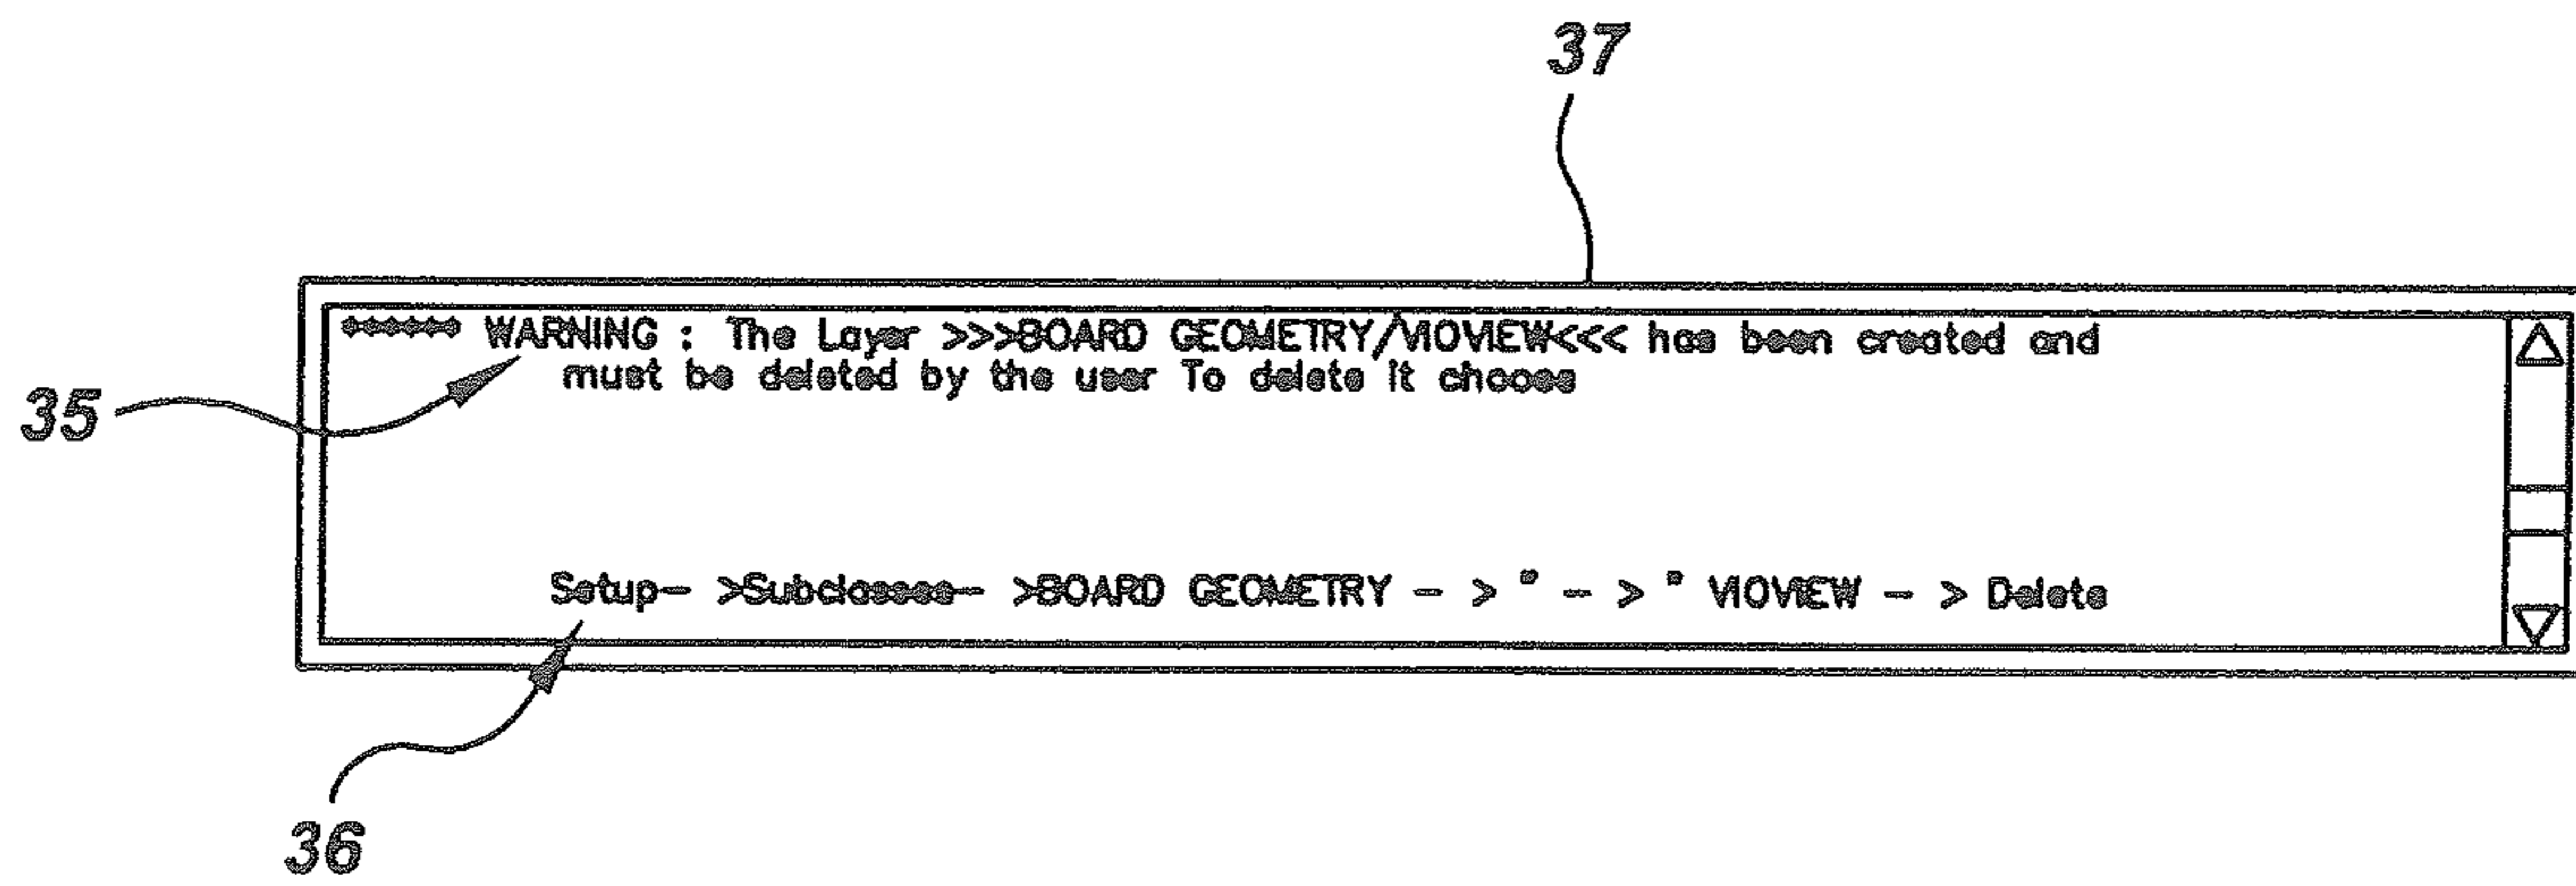 37
****** WARNING : The Layer >>>BOARD GEOMETRY/VIOVIEW<<< has been created and
must be deleted by the user To delete it choose
35
Setup- >Subclasses- >BOARD GEOMETRY - > " - > " VIOVIEW - > Delete
36